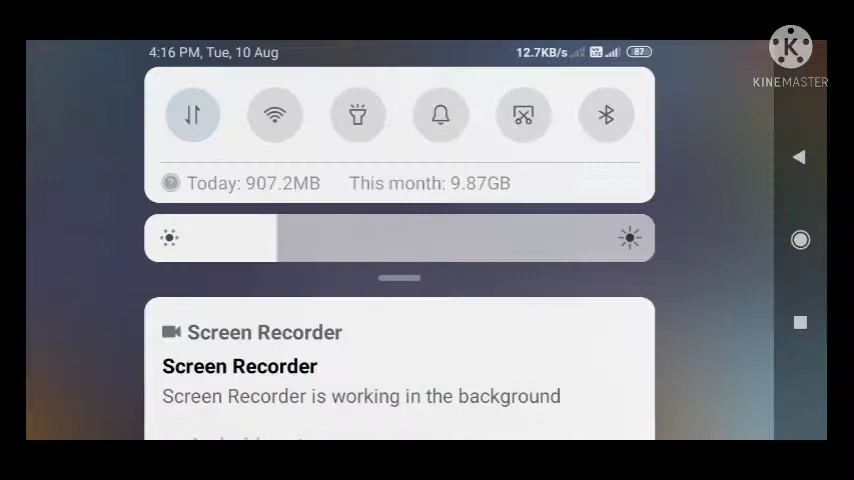 4:16 PM, Tue, 10 Aug
12.7KB/s
87
K
KINEMASTER
Today: 907.2MB This month: 9.87GB
Screen Recorder
Screen Recorder
Screen Recorder is working in the background